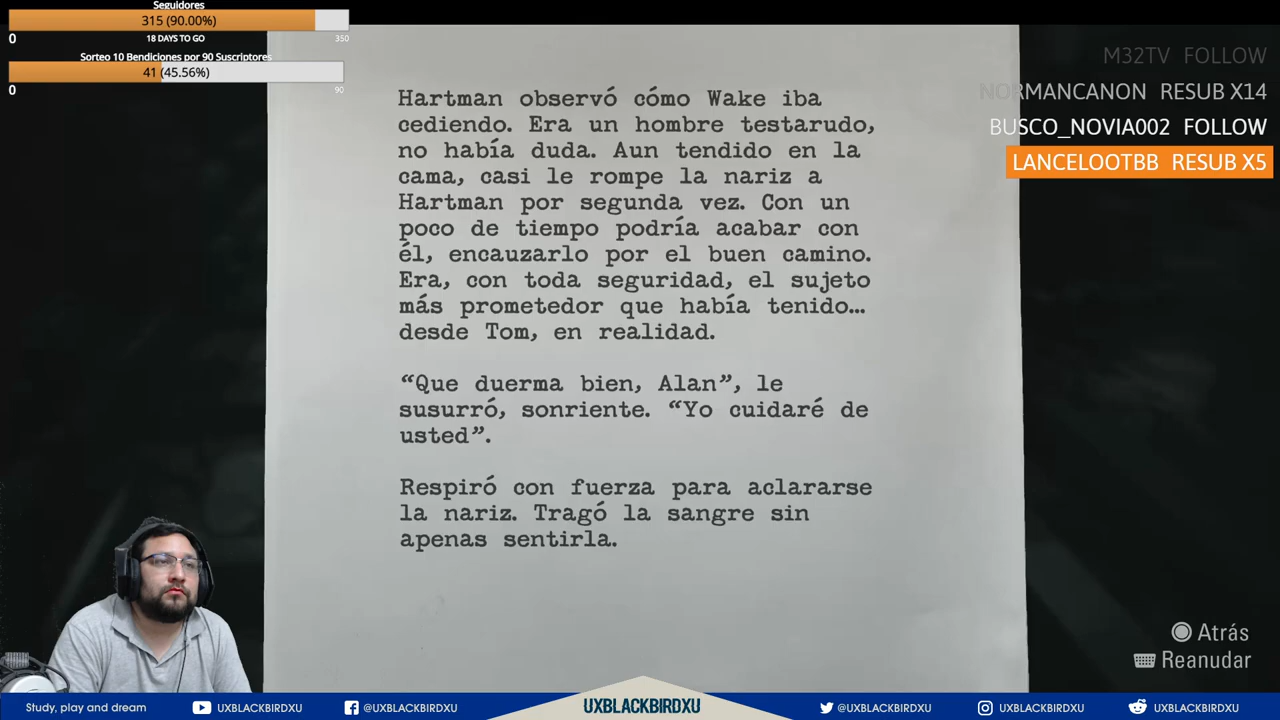 Seguidores
315 (90.00%)
0
18 DAYS TO GO
350
Sorteo 10 Bendiciones por 90 Suscriptores
41 (45.56%)
0
90
M32TV FOLLOW
NORMANCANON RESUB X14
BUSCO_NOVIA002 FOLLOW
LANCELOOTBB RESUB X5
Hartman observó cómo Wake iba
cediendo. Era un hombre testarudo,
no había duda. Aun tendido en la
cama, casi le rompe la nariz a
Hartman por segunda vez. Con un
poco de tiempo podría acabar con
él, encauzarlo por el buen camino.
Era, con toda seguridad, el sujeto
más prometedor que había tenido...
desde Tom, en realidad.
“Que duerma bien, Alan”, le
susurró, sonriente. “Yo cuidaré de
usted”.
Respiró con fuerza para aclararse
la nariz. Tragó la sangre sin
apenas sentirla.
Atrás
Reanudar
Study, play and dream
UXBLACKBIRDXU
@UXBLACKBIRDXU
UXBLACKBIRDXU
@UXBLACKBIRDXU
UXBLACKBIRDXU
UXBLACKBIRDXU